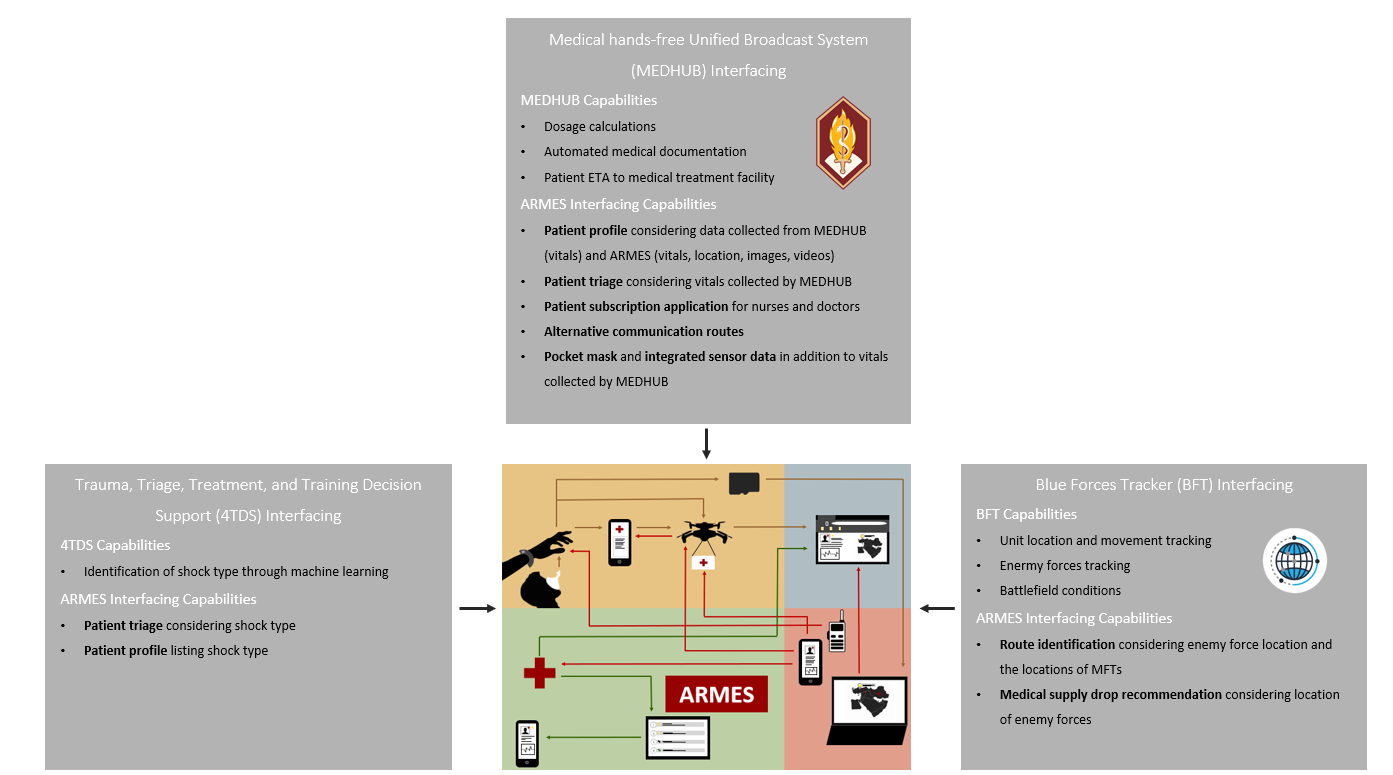 Medical hands-free Unified Broadcast System
(MEDHUB) Interfacing
MEDHUB Capabilities
• Dosage calculations
• Automated medical documentation
• Patient ETA to medical treatment facility
ARMES Interfacing Capabilities
• Patient profile considering data collected from MEDHUB
(vitals) and ARMES (vitals, location, images, videos)
• Patient triage considering vitals collected by MEDHUB
• Patient subscription application for nurses and doctors
• Alternative communication routes
• Pocket mask and integrated sensor data in addition to vitals
collected by MEDHUB
Trauma, Triage, Treatment, and Training Decision
Support (4TDS) Interfacing
4TDS Capabilities
• Identification of shock type through machine learning
ARMES Interfacing Capabilities
• Patient triage considering shock type
• Patient profile listing shock type
ARMES
Blue Forces Tracker (BFT) Interfacing
BFT Capabilities
• Unit location and movement tracking
• Enermy forces tracking
• Battlefield conditions
ARMES Interfacing Capabilities
• Route identification considering enemy force location and
the locations of MFTs
• Medical supply drop recommendation considering location
of enemy forces